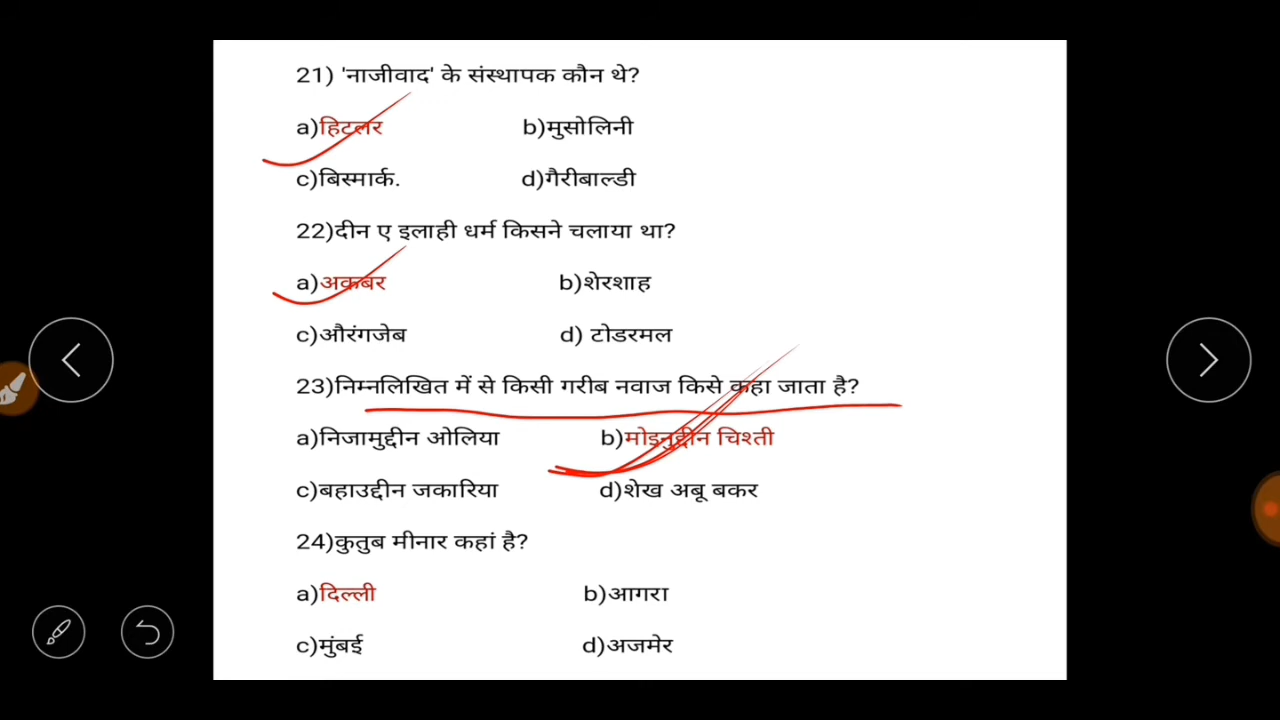 21) 'नाजीवाद' के संस्थापक कौन थे?
a)हिटलर b)मुसोलिनी
c)बिस्मार्क. d)गैरीबाल्डी
22)दीन ए इलाही धर्म किसने चलाया था?
a)अकबर b)शेरशाह
c)औरंगजेब d) टोडरमल
23)निम्नलिखित में से किसी गरीब नवाज किसे कहा जाता है?
a)निजामुद्दीन ओलिया b)मोइनुद्दीन चिश्ती
c)बहाउद्दीन जकारिया d)शेख अबू बकर
24)कुतुब मीनार कहां है?
a)दिल्ली b)आगरा
c)मुंबई d)अजमेर